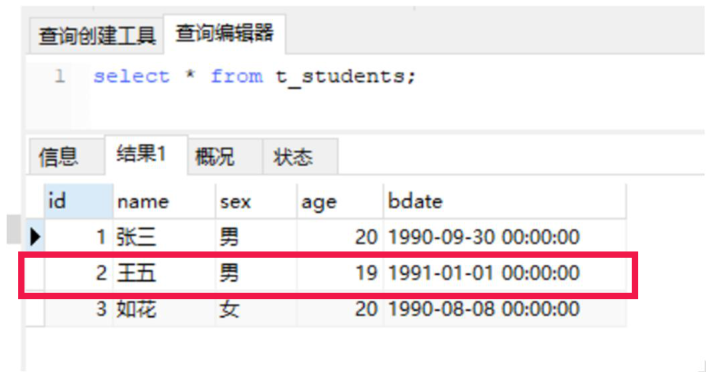 查询创建工具 查询编辑器
1 select * from t_students;
信息 结果1 概况 状态
id name sex age bdate
1 张三 男 20 1990-09-30 00:00:00
2 王五 男 19 1991-01-01 00:00:00
3 如花 女 20 1990-08-08 00:00:00